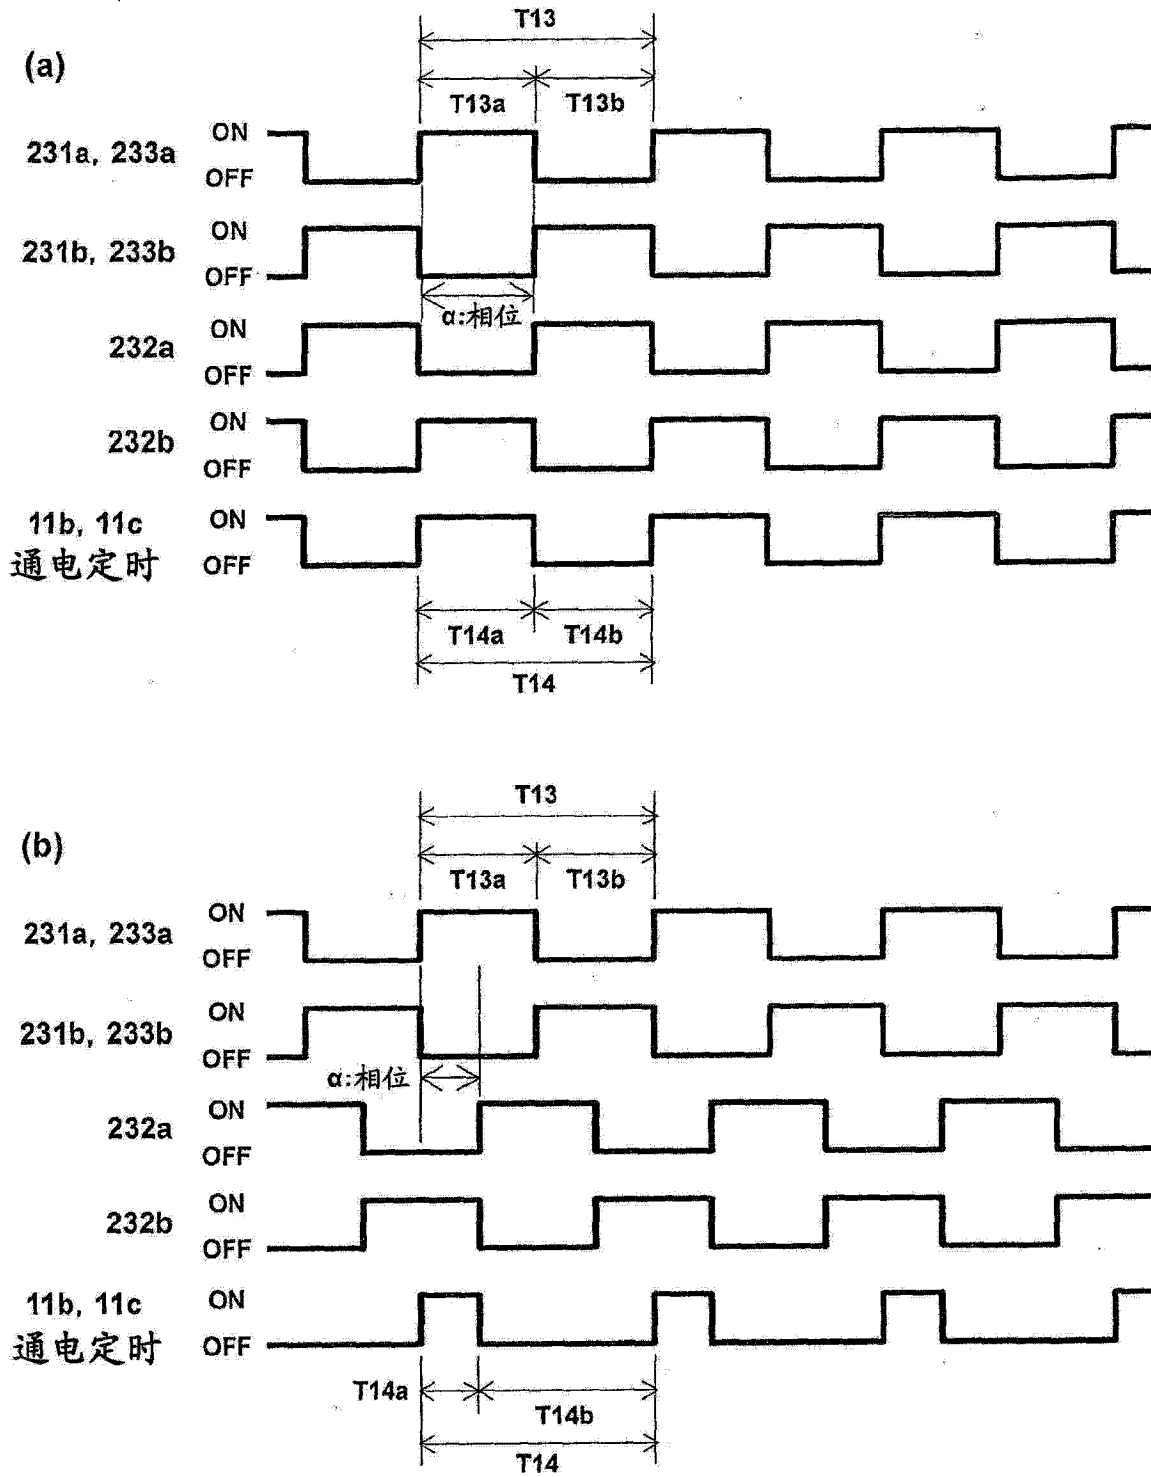 T13
(a)
T13a T13b
231a, 233a ON
OFF
231b, 233b ON
OFF
α:相位
232a ON
OFF
232b ON
OFF
11b, 11c ON
通电定时 OFF
T14a T14b
T14
T13
(b)
T13a T13b
231a, 233a ON
OFF
231b, 233b ON
OFF
α:相位
232a ON
OFF
232b ON
OFF
11b, 11c ON
通电定时 OFF
T14a
T14b
T14